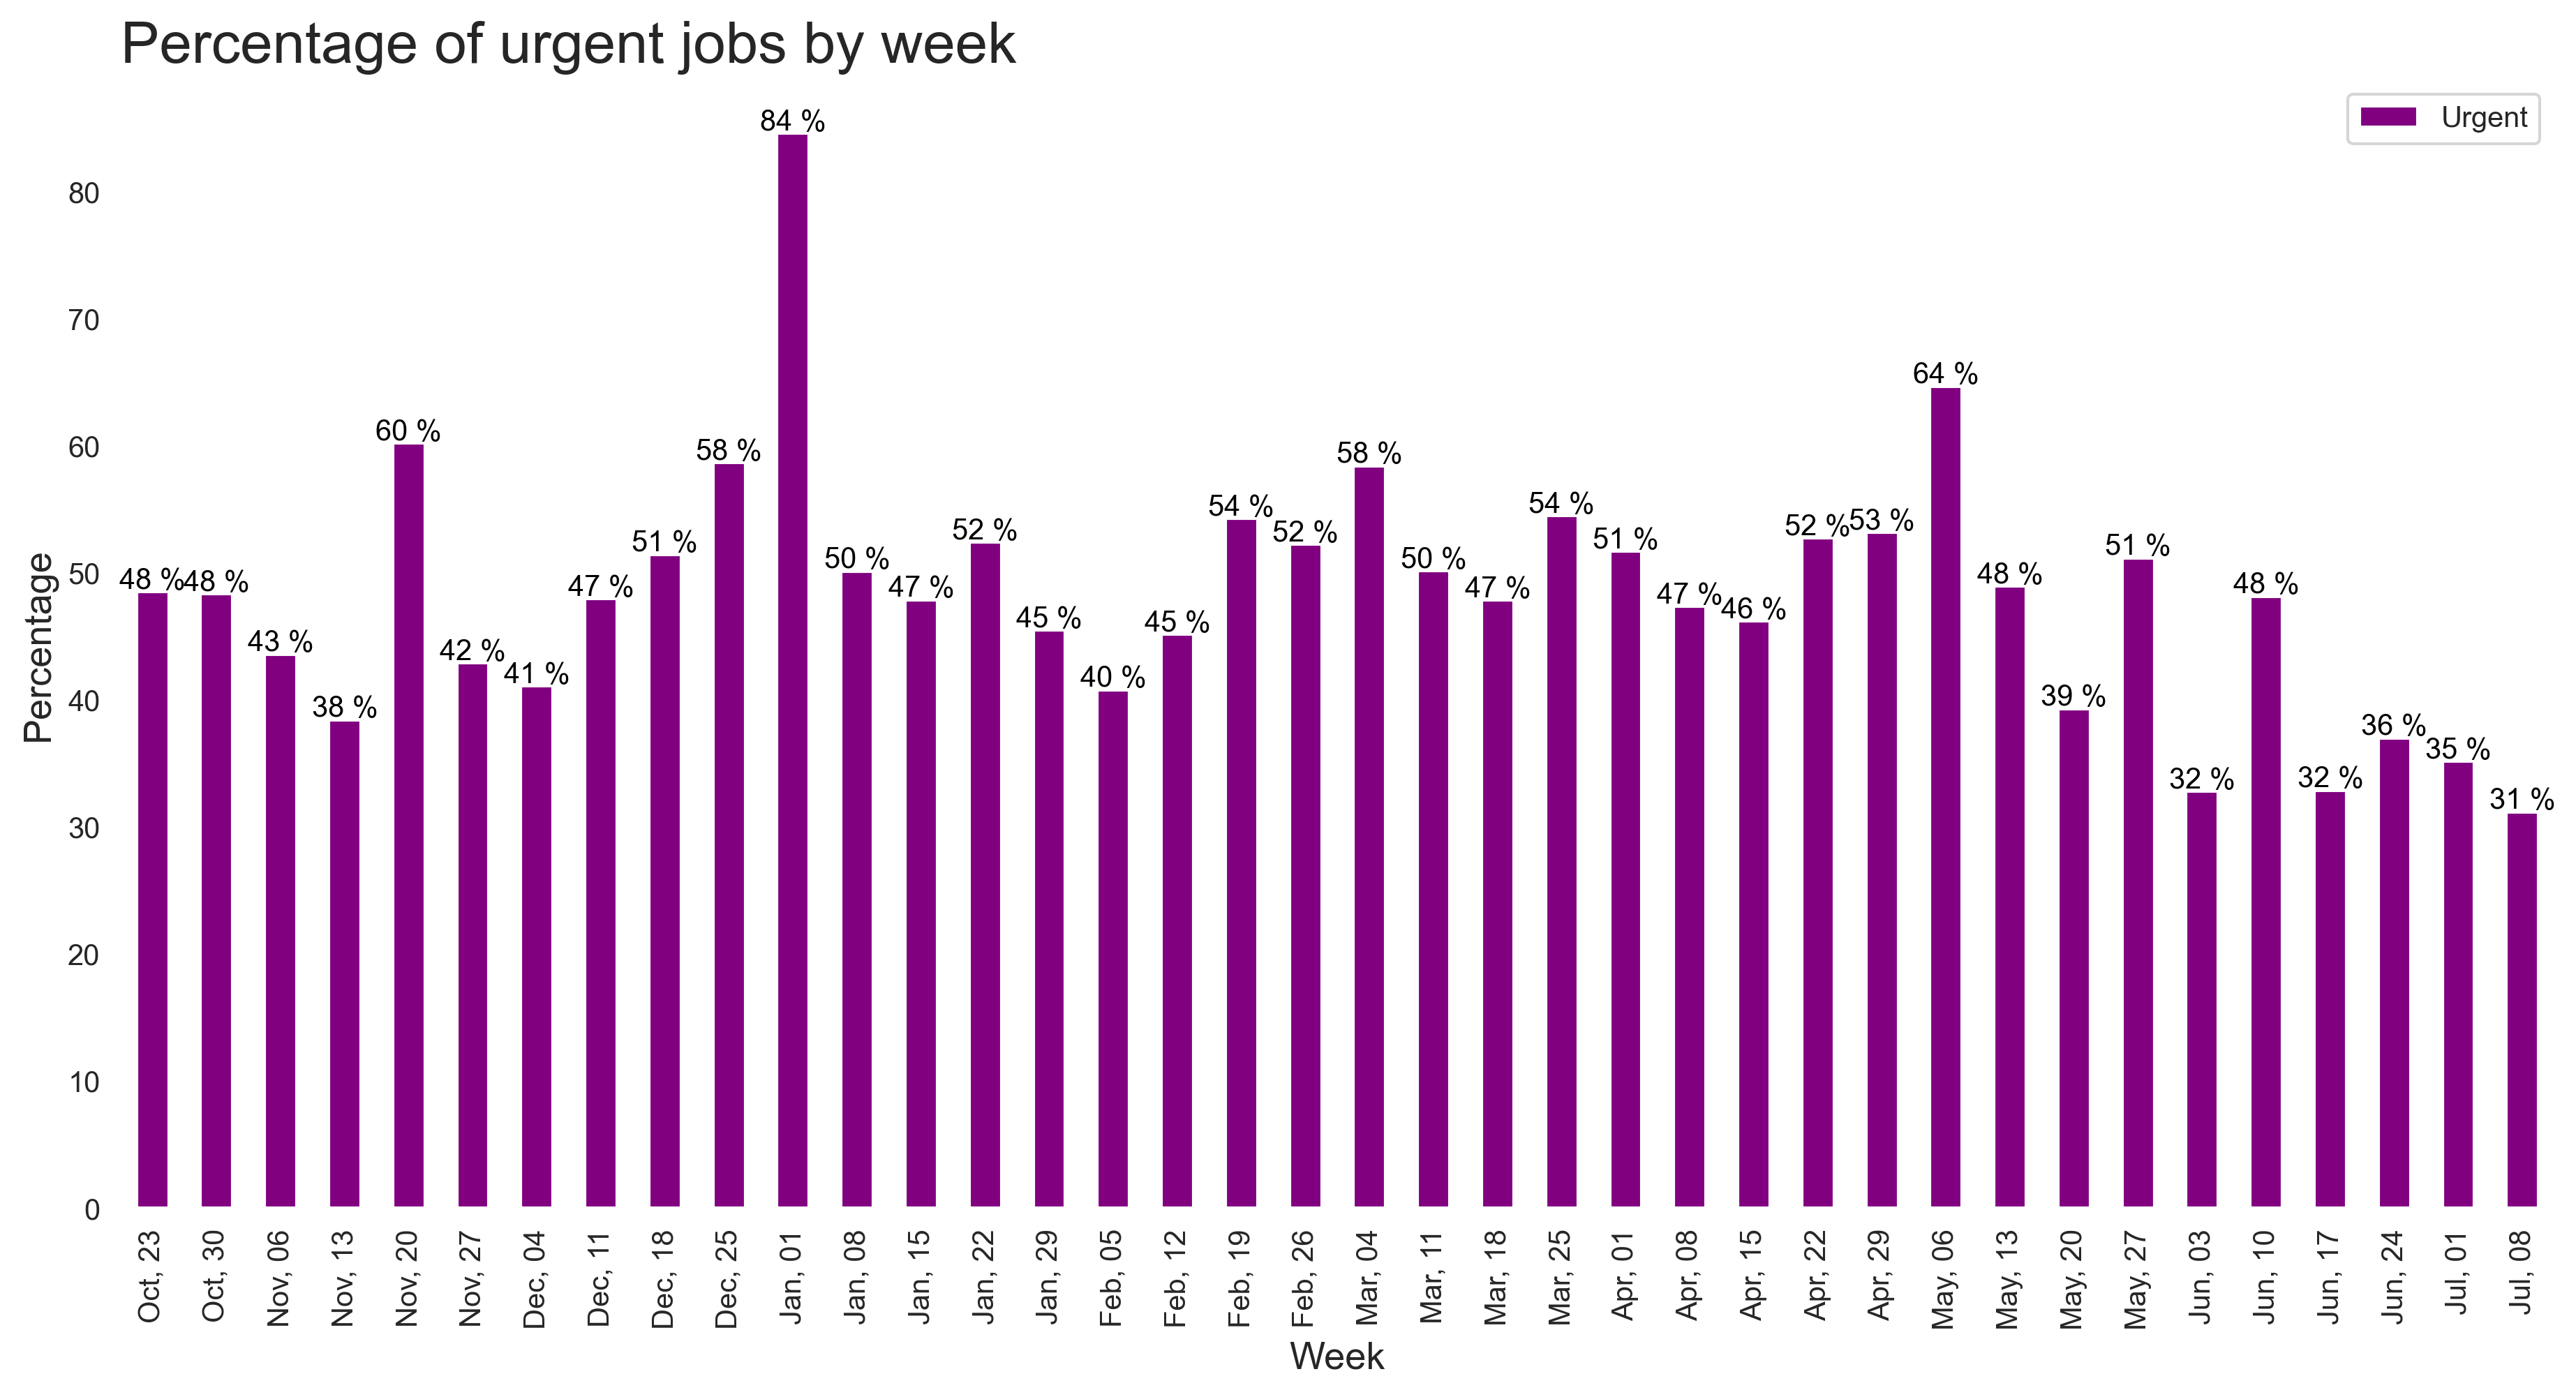 Percentage of urgent jobs by week
Urgent
Percentage
80
70
60
50
40
30
20
10
0
48 %
48 %
43 %
38 %
60 %
42 %
41 %
47 %
51 %
58 %
84 %
50 %
47 %
52 %
45 %
40 %
45 %
54 %
52 %
58 %
50 %
47 %
54 %
51 %
47 %
46 %
52 %
53 %
64 %
48 %
39 %
51 %
32 %
48 %
32 %
36 %
35 %
31 %
Oct, 23
Oct, 30
Nov, 06
Nov, 13
Nov, 20
Nov, 27
Dec, 04
Dec, 11
Dec, 18
Dec, 25
Jan, 01
Jan, 08
Jan, 15
Jan, 22
Jan, 29
Feb, 05
Feb, 12
Feb, 19
Feb, 26
Mar, 04
Mar, 11
Mar, 18
Mar, 25
Apr, 01
Apr, 08
Apr, 15
Apr, 22
Apr, 29
May, 06
May, 13
May, 20
May, 27
Jun, 03
Jun, 10
Jun, 17
Jun, 24
Jul, 01
Jul, 08
Week